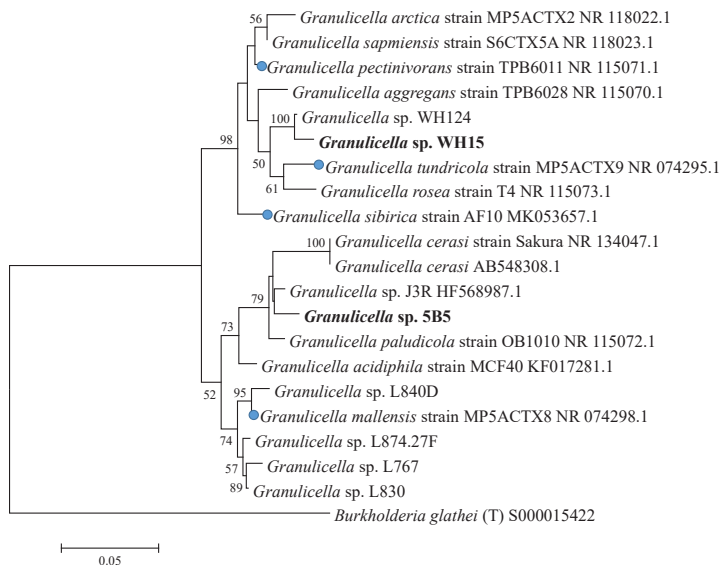 56
Granulicella arctica strain MP5ACTX2 NR 118022.1
Granulicella sapmiensis strain S6CTX5A NR 118023.1
Granulicella pectinivorans strain TPB6011 NR 115071.1
Granulicella aggregans strain TPB6028 NR 115070.1
100
Granulicella sp. WH124
98
Granulicella sp. WH15
50
Granulicella tundricola strain MP5ACTX9 NR 074295.1
61
Granulicella rosea strain T4 NR 115073.1
Granulicella sibirica strain AF10 MK053657.1
100
Granulicella cerasi strain Sakura NR 134047.1
Granulicella cerasi AB548308.1
79
Granulicella sp. J3R HF568987.1
Granulicella sp. 5B5
73
Granulicella paludicola strain OB1010 NR 115072.1
Granulicella acidiphila strain MCF40 KF017281.1
52
95
Granulicella sp. L840D
Granulicella mallensis strain MP5ACTX8 NR 074298.1
74
Granulicella sp. L874.27F
57
Granulicella sp. L767
89
Granulicella sp. L830
Burkholderia glathei (T) S000015422
0.05